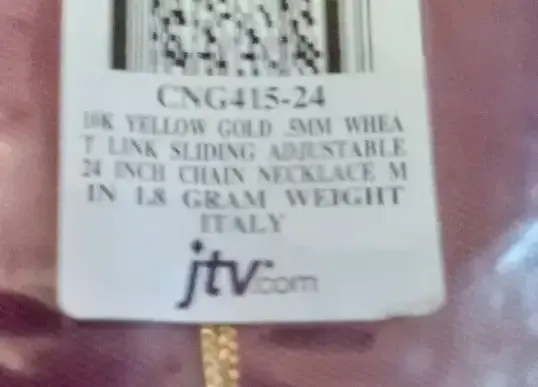 CNG415-24
10K YELLOW GOLD .5MM WHEA
T LINK SLIDING ADJUSTABLE
24 INCH CHAIN NECKLACE M
IN 1.8 GRAM WEIGHT
ITALY
jtv.com